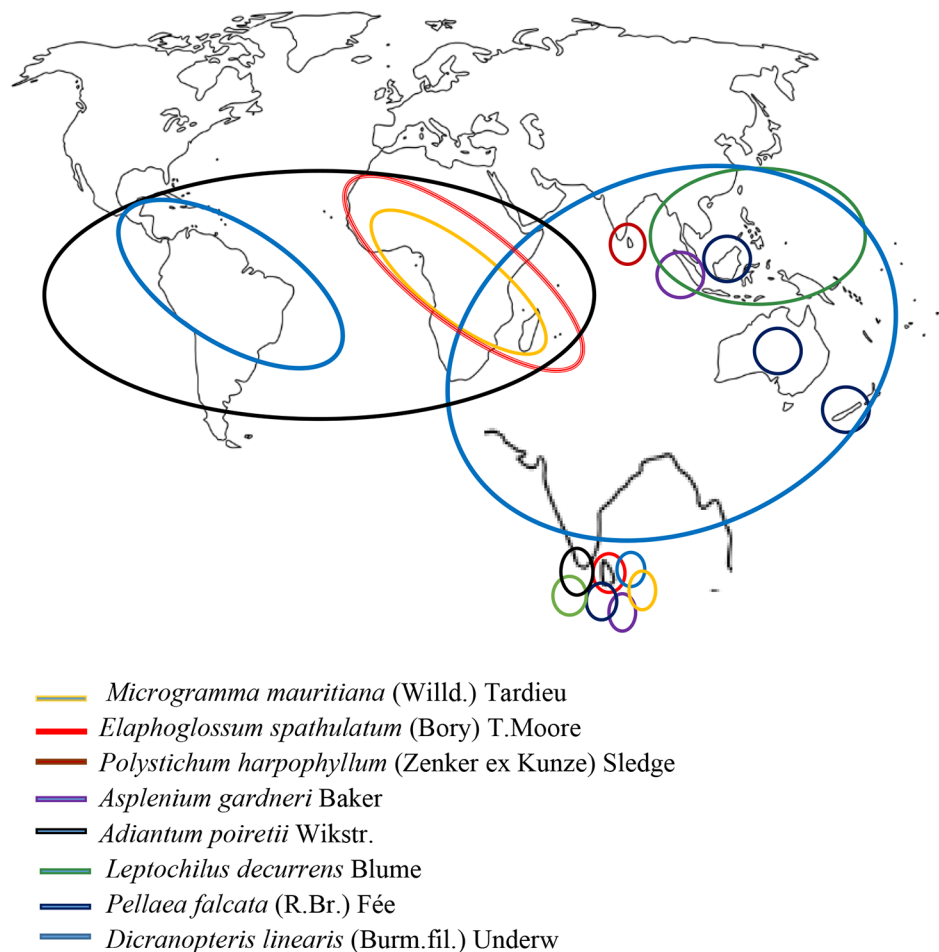 Microgramma mauritiana (Willd.) Tardieu
Elaphoglossum spathulatum (Bory) T.Moore
Polystichum harpophyllum (Zenker ex Kunze) Sledge
Asplenium gardneri Baker
Adiantum poiretii Wikstr.
Leptochilus decurrens Blume
Pellaea falcata (R.Br.) Fée
Dicranopteris linearis (Burm.fil.) Underw